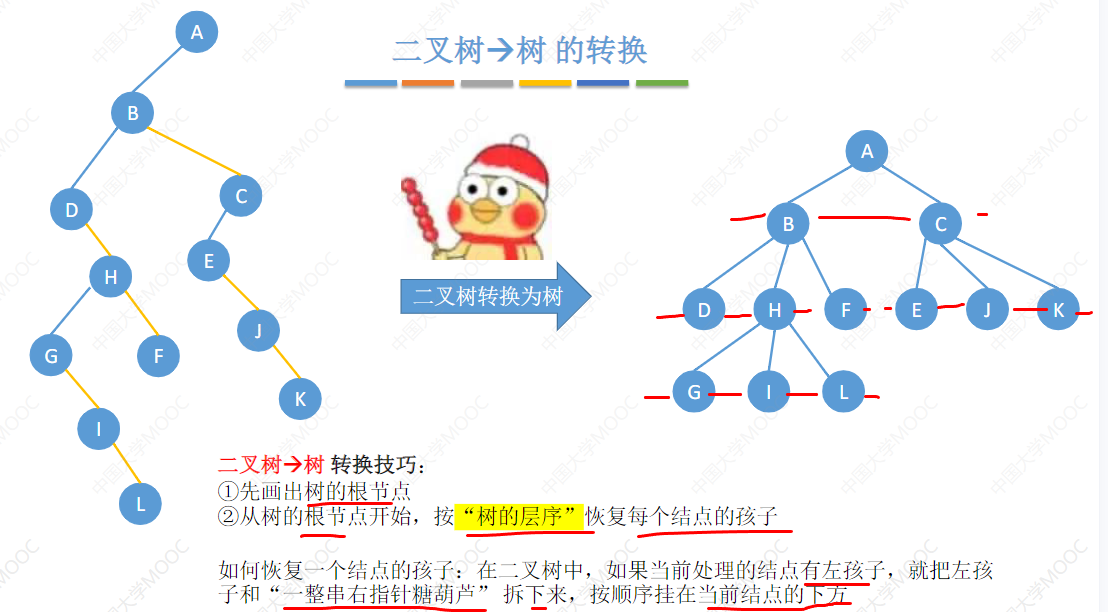 二叉树→树 的转换
A
B
D
C
H
E
G
F
J
I
K
L
二叉树转换为树
A
B
C
D
H
F
E
J
K
G
I
L
二叉树→树 转换技巧：
①先画出树的根节点
②从树的根节点开始，按“树的层序”恢复每个结点的孩子
如何恢复一个结点的孩子：在二叉树中，如果当前处理的结点有左孩子，就把左孩
子和“一整串右指针糖葫芦” 拆下来，按顺序挂在当前结点的下方
中国大学MOOC